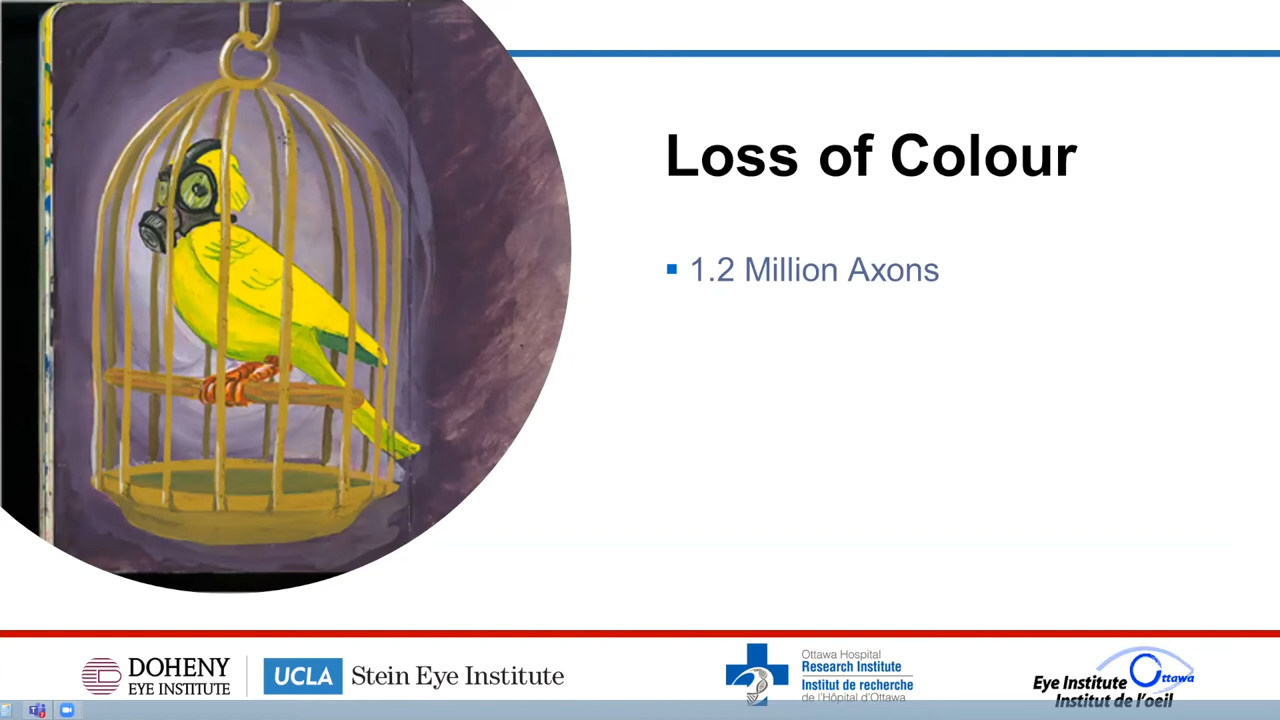 Loss of Colour
1.2 Million Axons
DOHENY
EYE INSTITUTE
UCLA Stein Eye Institute
Ottawa Hospital
Research Institute
Institut de recherche
de l'Hôpital d'Ottawa
Eye Institute Ottawa
Institut de l'oeil